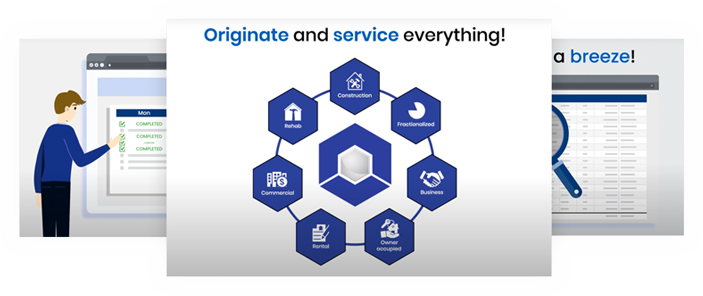 Originate and service everything!
a breeze!
Mon
COMPLETED
COMPLETED
COMPLETED
Construction
Rehab
Fractionalized
Commercial
Business
Rental
Owner
occupied